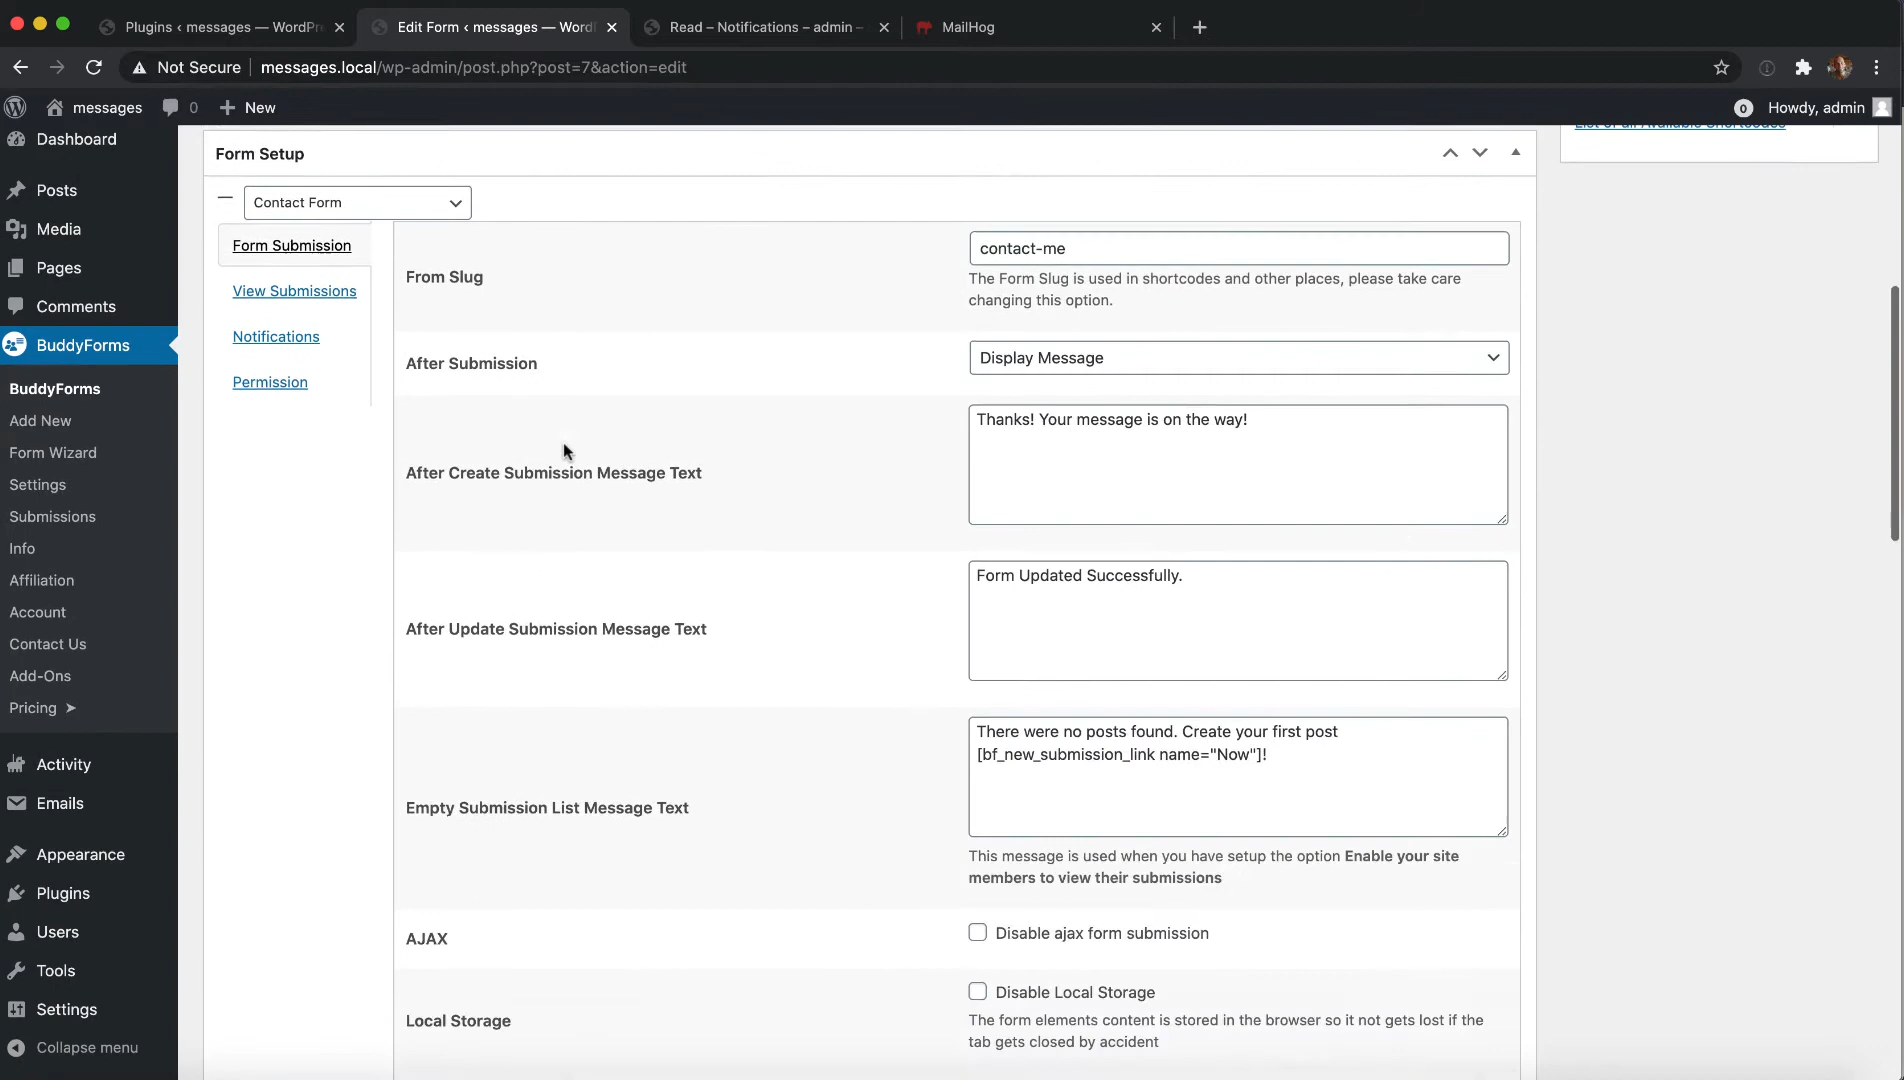 Plugins ‹ messages — WordPr
Edit Form ‹ messages — Word
Read – Notifications – admin –
MailHog
Not Secure
messages.local/wp-admin/post.php?post=7&action=edit
messages
0
New
0
Howdy, admin
List of all Available Shortcodes
Dashboard
Posts
Media
Pages
Comments
BuddyForms
BuddyForms
Add New
Form Wizard
Settings
Submissions
Info
Affiliation
Account
Contact Us
Add-Ons
Pricing ➤
Activity
Emails
Appearance
Plugins
Users
Tools
Settings
Collapse menu
Form Setup
Contact Form
Form Submission
View Submissions
Notifications
Permission
From Slug
contact-me
The Form Slug is used in shortcodes and other places, please take care
changing this option.
After Submission
Display Message
After Create Submission Message Text
Thanks! Your message is on the way!
After Update Submission Message Text
Form Updated Successfully.
Empty Submission List Message Text
There were no posts found. Create your first post
[bf_new_submission_link name="Now"]!
This message is used when you have setup the option Enable your site
members to view their submissions
AJAX
Disable ajax form submission
Local Storage
Disable Local Storage
The form elements content is stored in the browser so it not gets lost if the
tab gets closed by accident